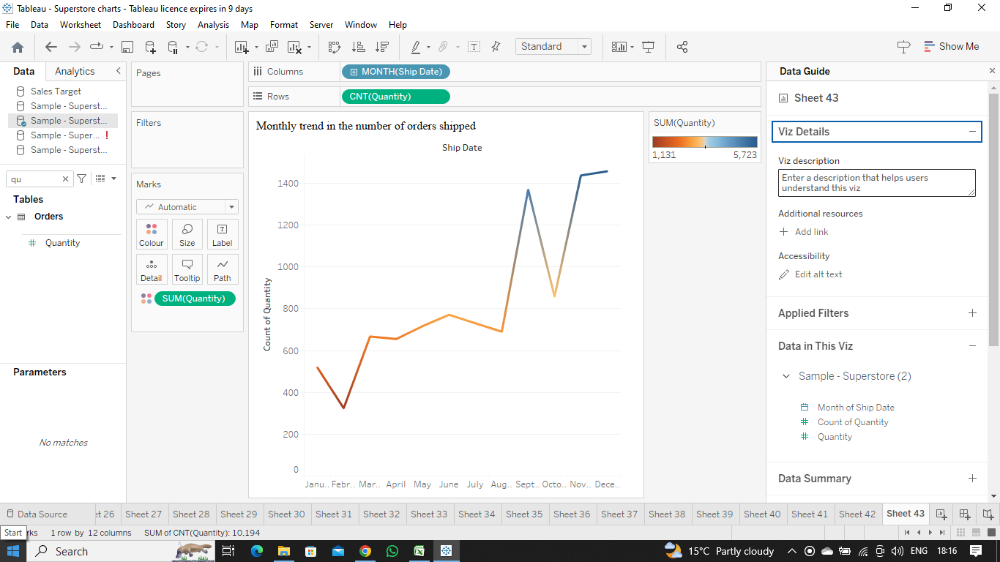 Tableau - Superstore charts - Tableau licence expires in 9 days
File Data Worksheet Dashboard Story Analysis Map Format Server Window Help
Standard
Show Me
Data Analytics
Sales Target
Sample - Superst...
Sample - Superst...
Sample - Super... !
Sample - Superst...
qu
Tables
Orders
Quantity
Parameters
No matches
Pages
Filters
Marks
Automatic
Colour Size Label
Detail Tooltip Path
SUM(Quantity)
Columns MONTH(Ship Date)
Rows CNT(Quantity)
Monthly trend in the number of orders shipped
Ship Date
Count of Quantity
1400
1200
1000
800
600
400
200
0
Janu.. Febr.. Mar.. April May June July Aug.. Sept.. Octo.. Nov.. Dece..
SUM(Quantity)
1,131 5,723
Data Guide
Sheet 43
Viz Details
Viz description
Enter a description that helps users
understand this viz
Additional resources
Add link
Accessibility
Edit alt text
Applied Filters
Data in This Viz
Sample - Superstore (2)
Month of Ship Date
Count of Quantity
Quantity
Data Summary
Data Source et 26 Sheet 27 Sheet 28 Sheet 29 Sheet 30 Sheet 31 Sheet 32 Sheet 33 Sheet 34 Sheet 35 Sheet 36 Sheet 37 Sheet 38 Sheet 39 Sheet 40 Sheet 41 Sheet 42 Sheet 43
Start rks 1 row by 12 columns SUM of CNT(Quantity): 10,194
Search
15°C Partly cloudy
ENG 18:16